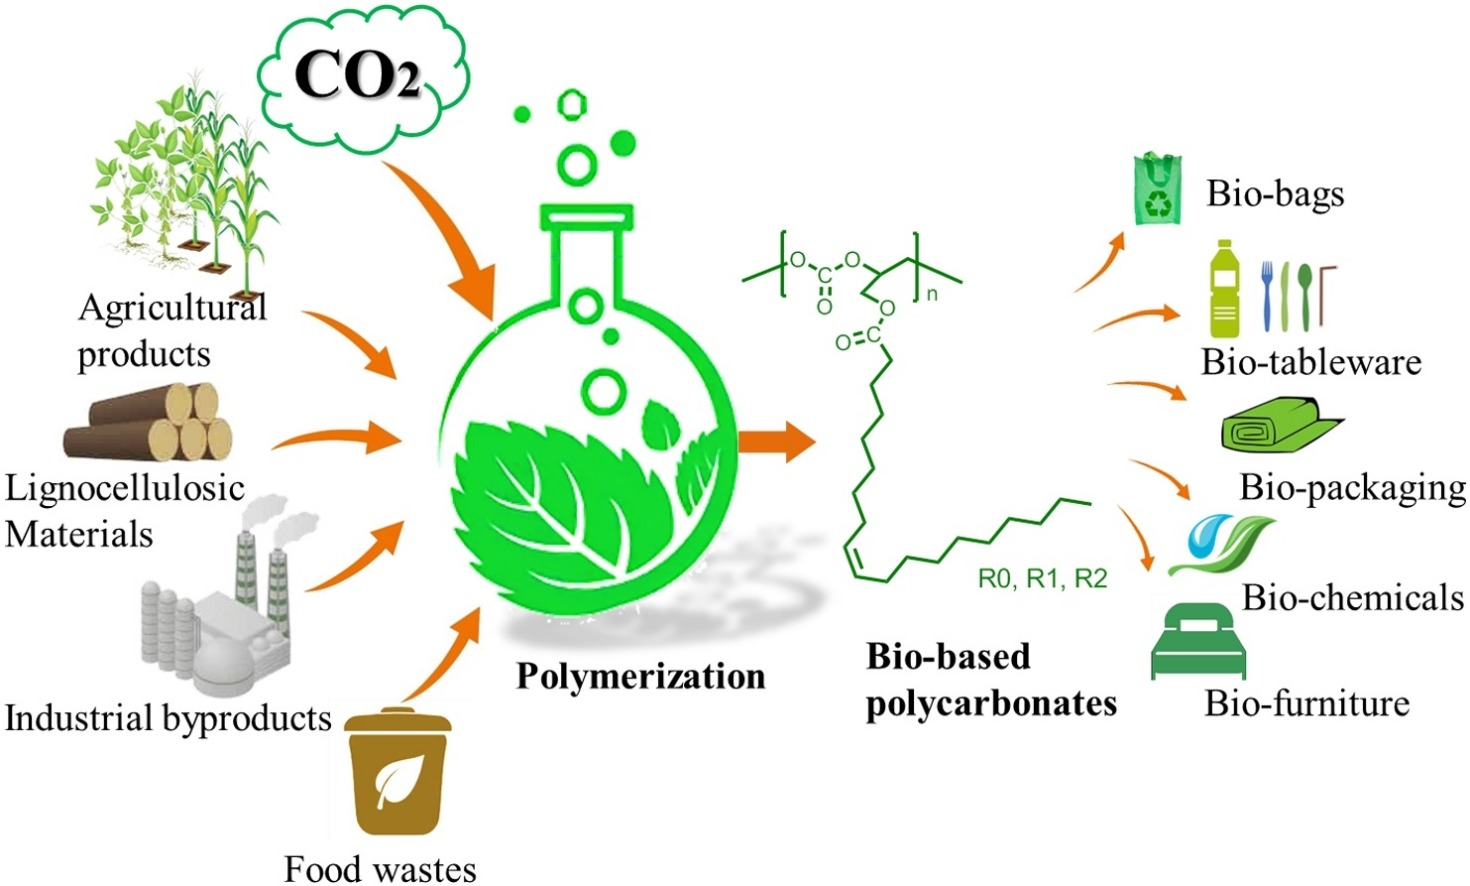 CO2
Agricultural
products
Lignocellulosic
Materials
Industrial byproducts
Food wastes
Polymerization
O
C
O
O
n
O
O
C
R0, R1, R2
Bio-based
polycarbonates
Bio-bags
Bio-tableware
Bio-packaging
Bio-chemicals
Bio-furniture